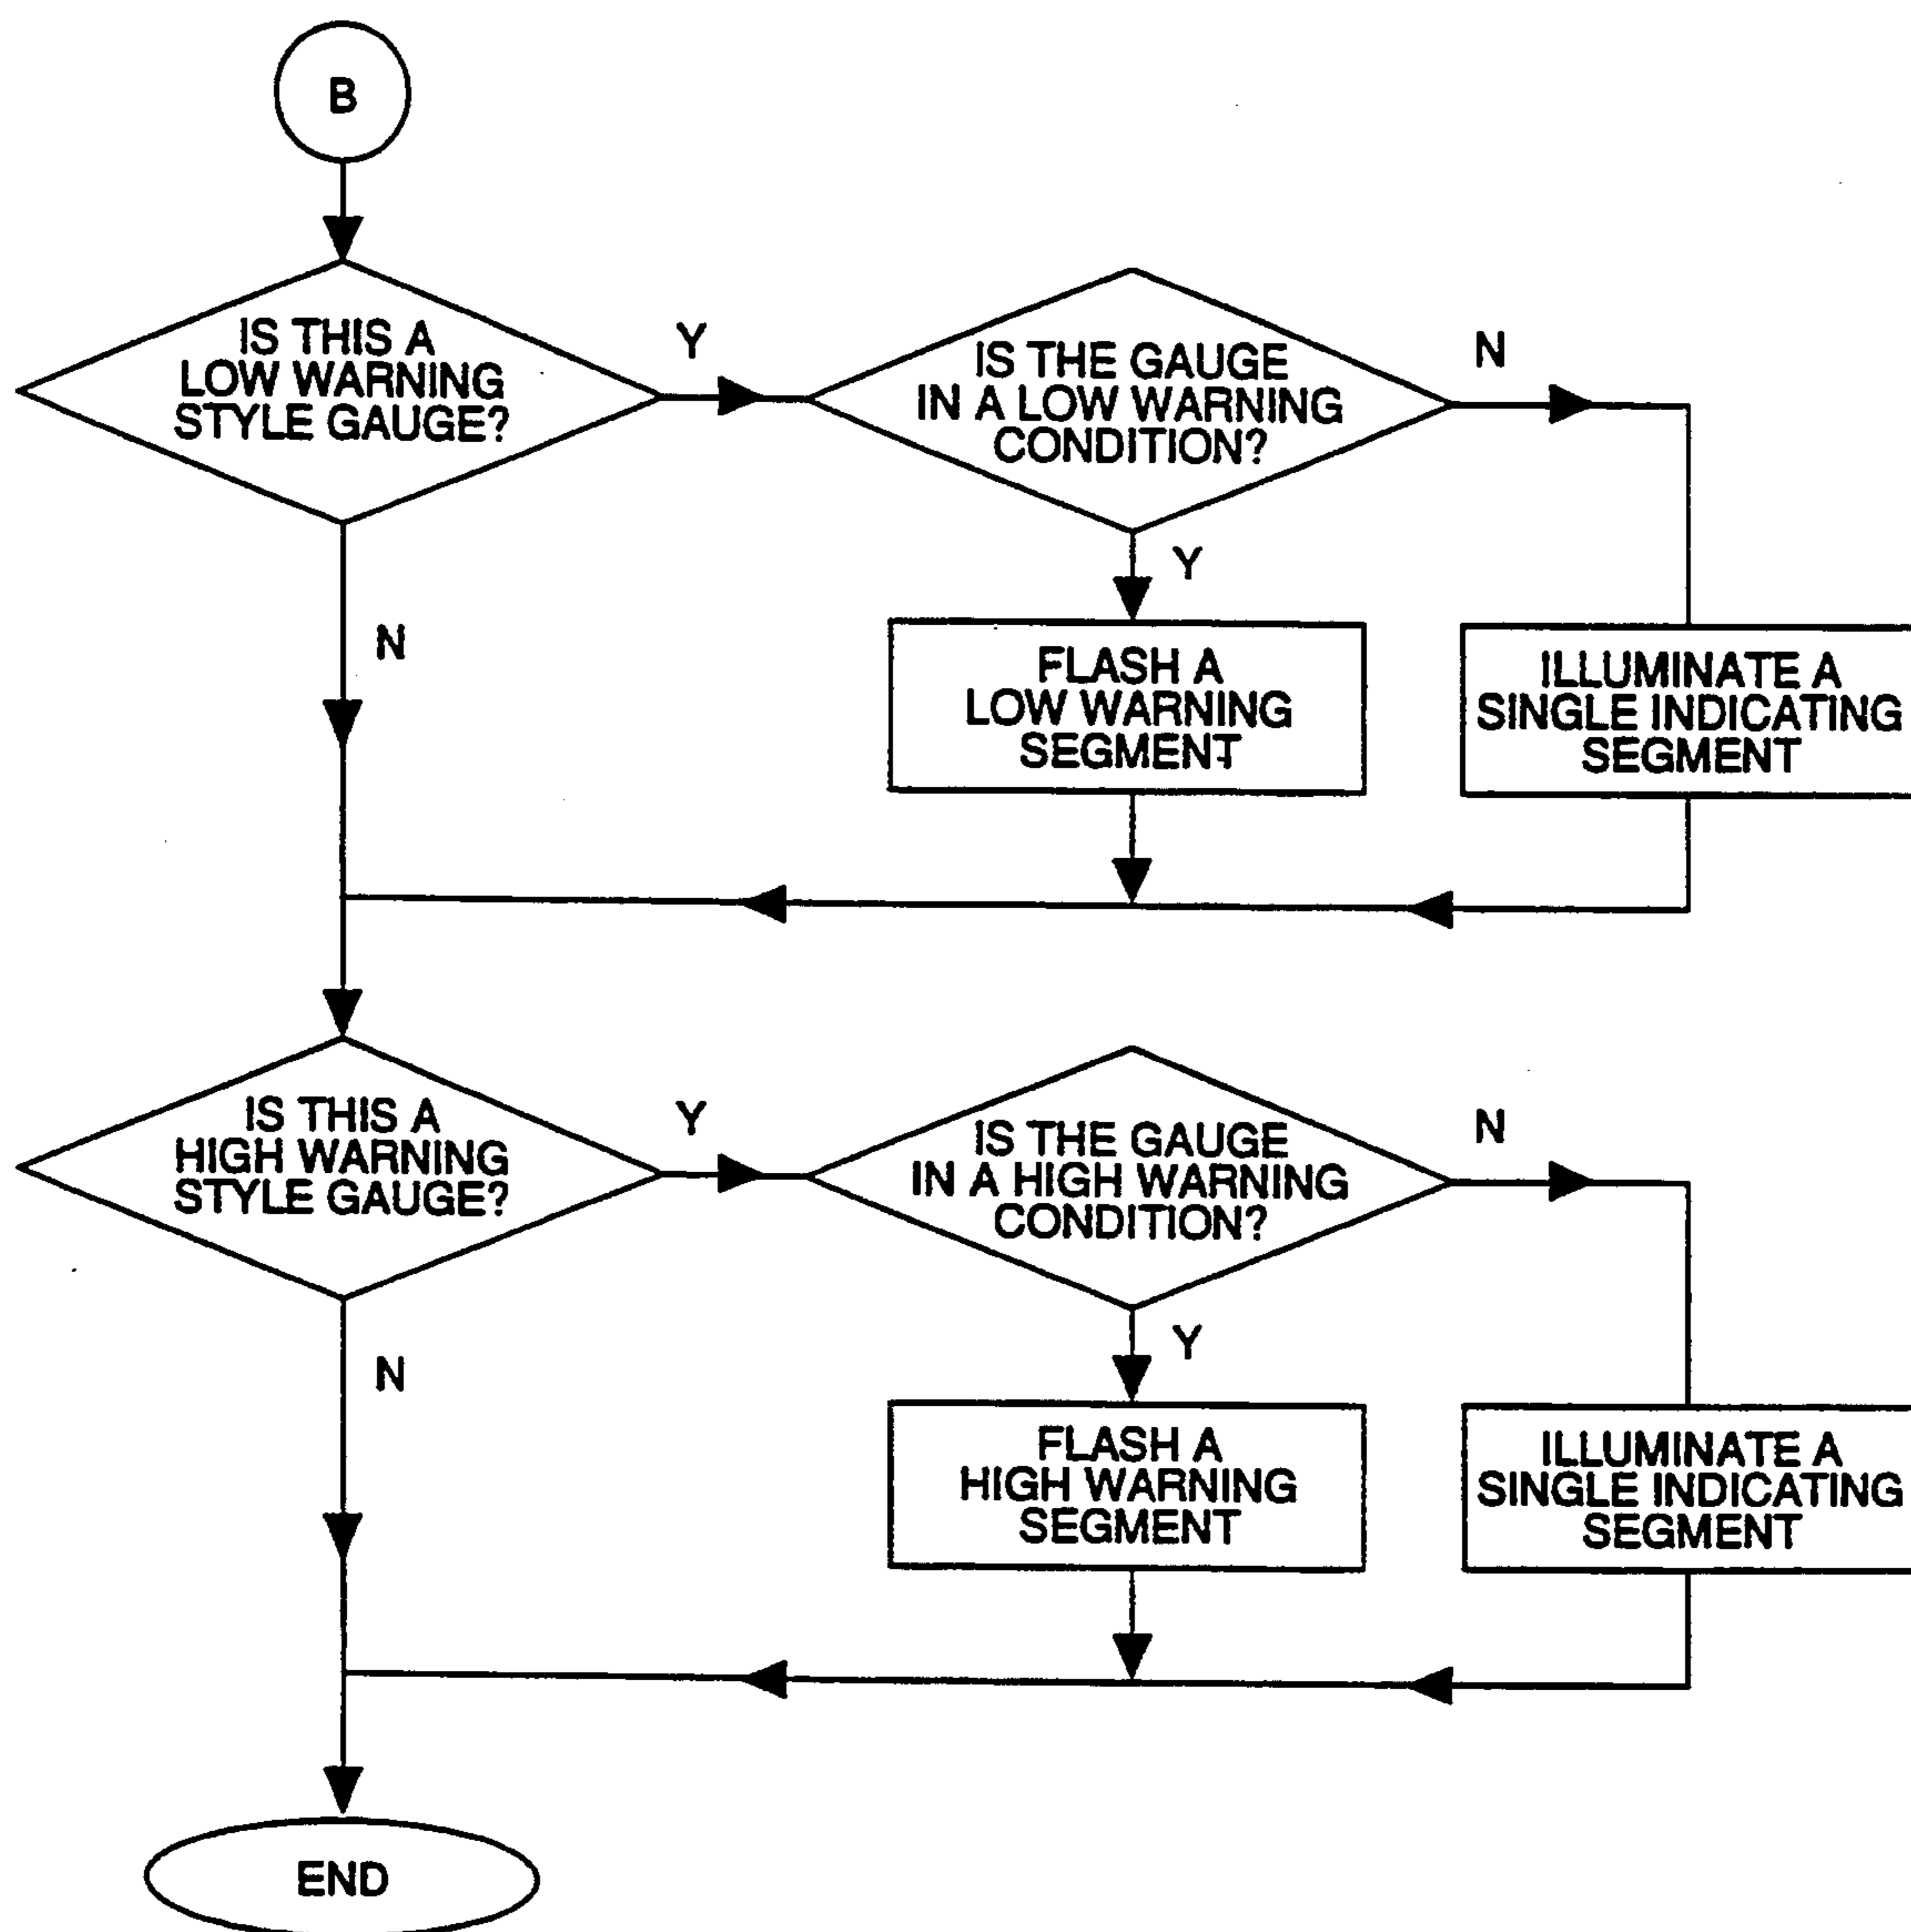 B
IS THIS A
LOW WARNING
STYLE GAUGE?
Y
IS THE GAUGE
IN A LOW WARNING
CONDITION?
N
Y
N
FLASH A
LOW WARNING
SEGMENT
ILLUMINATE A
SINGLE INDICATING
SEGMENT
IS THIS A
HIGH WARNING
STYLE GAUGE?
Y
IS THE GAUGE
IN A HIGH WARNING
CONDITION?
N
Y
N
FLASH A
HIGH WARNING
SEGMENT
ILLUMINATE A
SINGLE INDICATING
SEGMENT
END